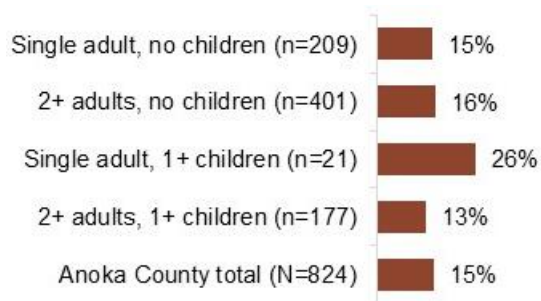 Single adult, no children (n=209) 15%
2+ adults, no children (n=401) 16%
Single adult, 1+ children (n=21) 26%
2+ adults, 1+ children (n=177) 13%
Anoka County total (N=824) 15%